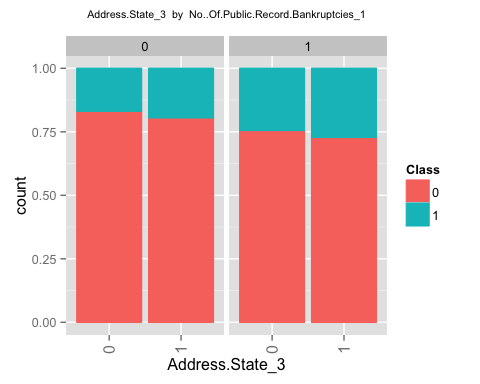 Address.State_3 by No..Of.Public.Record.Bankruptcies_1
0 1
1.00
0.75
0.50
0.25
0.00
count
0 1 0 1
Address.State_3
Class
0
1